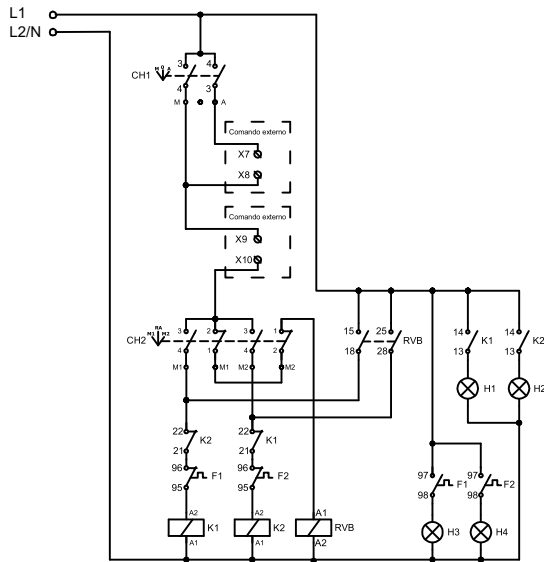 L1
L2/N
3 4
CH1 M 0 A
4 3
M A
Comando externo
X7
X8
Comando externo
X9
X10
CH2 M1 RA M2
3 2 3 1
4 1 4 2
M1 M1 M2 M2
15 25 RVB
18 28
14 K1 14 K2
13 13
H1 H2
22 K2 22 K1
21 21
96 F1 96 F2
95 95
97 F1 97 F2
98 98
H3 H4
A2 K1 A2 K2 A1 RVB
A1 A1 A2